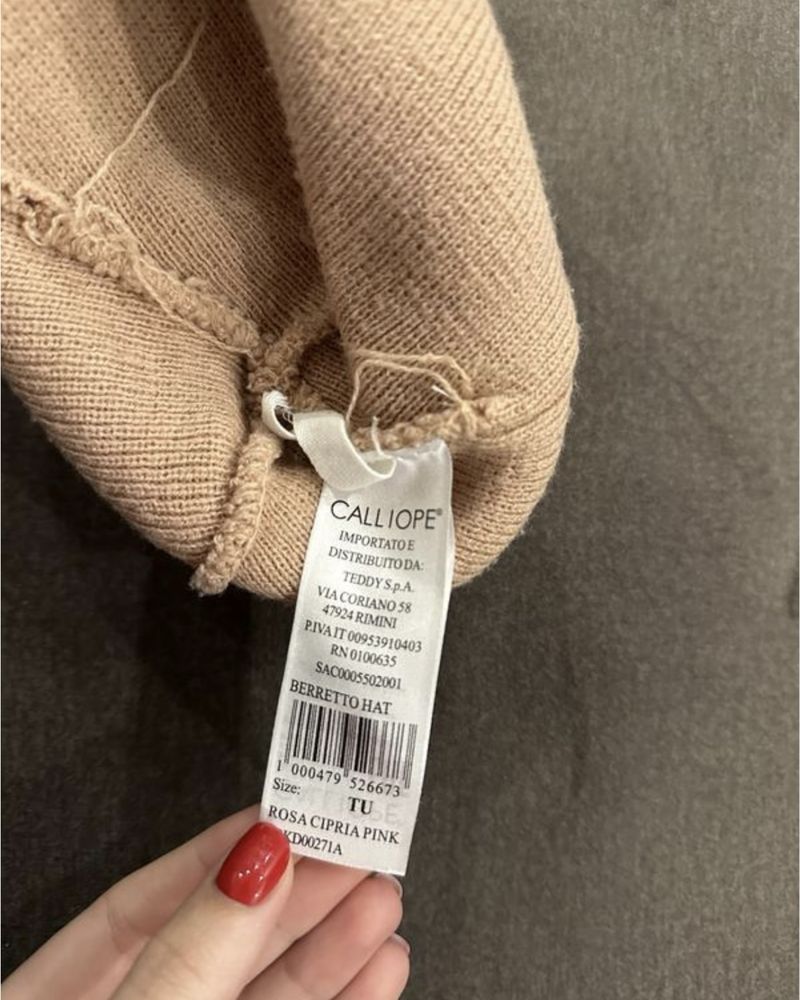 CALLIOPE®
IMPORTATO E
DISTRIBUITO DA:
TEDDY S.p.A.
VIA CORIANO 58
47924 RIMINI
P.IVA IT 00953910403
RN 0100635
SAC0005502001
BERRETTO HAT
1 000479 526673
Size:
TU
ROSA CIPRIA PINK
KD00271A